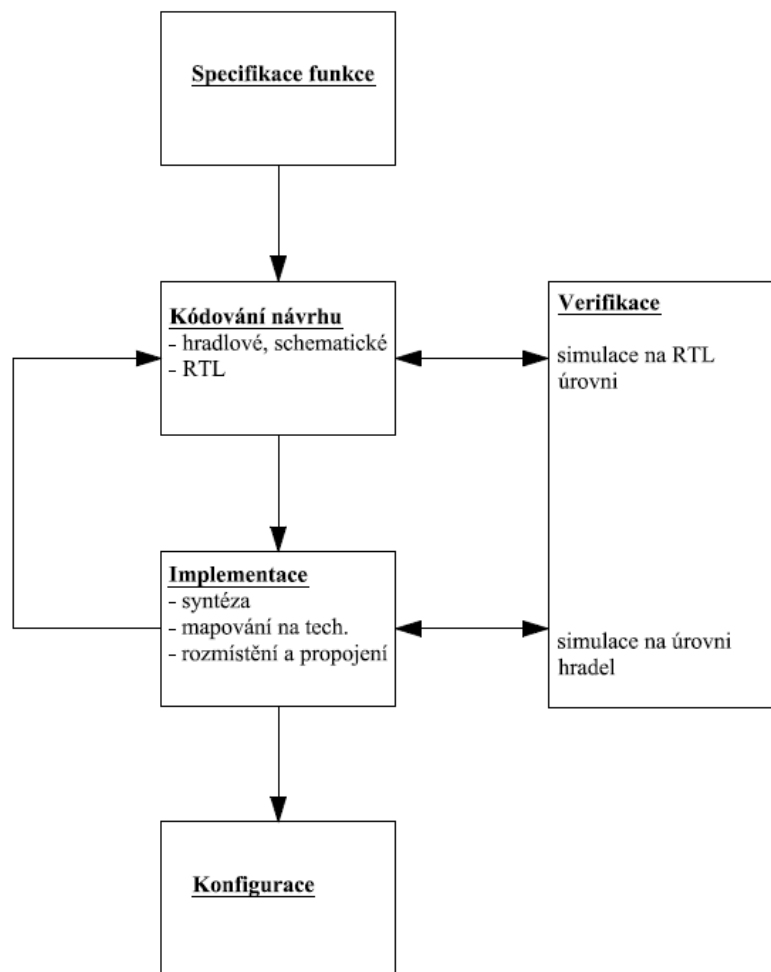 Specifikace funkce
Kódování návrhu
- hradlové, schematické
- RTL
Verifikace
simulace na RTL
úrovni
Implementace
- syntéza
- mapování na tech.
- rozmístění a propojení
simulace na úrovni
hradel
Konfigurace